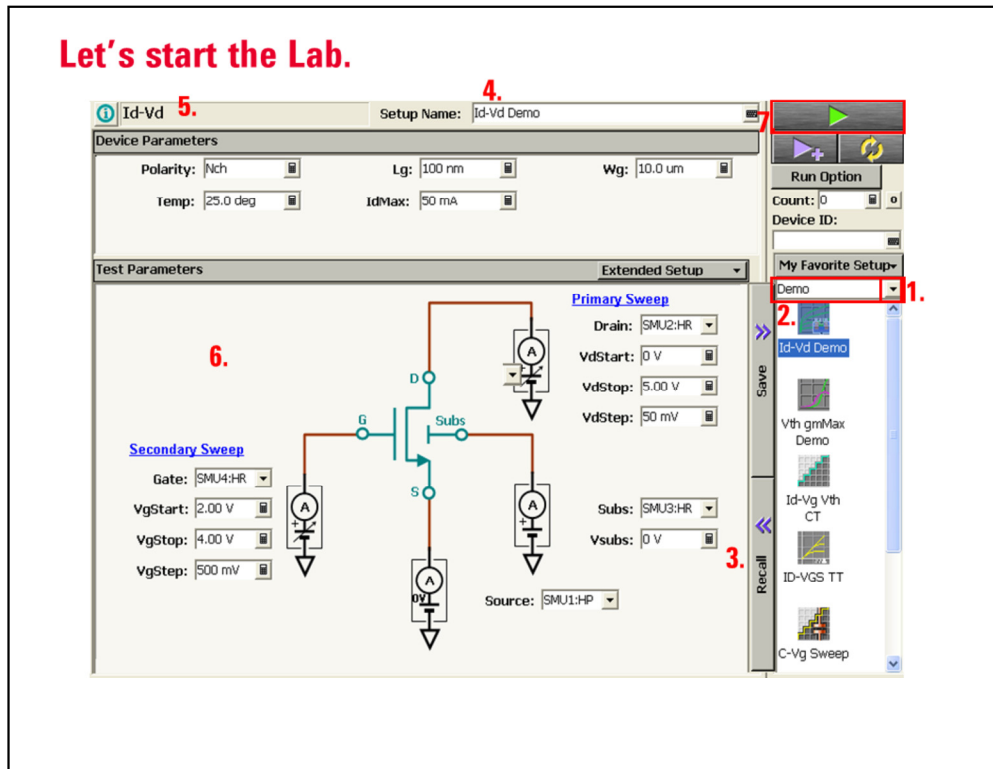 Let's start the Lab.
4.
Id-Vd 5. Setup Name: Id-Vd Demo
7
Device Parameters
Polarity: Nch Lg: 100 nm Wg: 10.0 um
Temp: 25.0 deg IdMax: 50 mA
Run Option
Count: 0 0
Device ID:
My Favorite Setup
Demo 1.
Test Parameters Extended Setup
Primary Sweep
Drain: SMU2:HR
VdStart: 0 V
VdStop: 5.00 V
VdStep: 50 mV
6.
A
D
G
Subs
S
Secondary Sweep
Gate: SMU4:HR
VgStart: 2.00 V
VgStop: 4.00 V
VgStep: 500 mV
A
+
A
+
Subs: SMU3:HR
Vsubs: 0 V
A
0V
Source: SMU1:HP
Save
3.
Recall
2.
Id-Vd Demo
Vth gmMax
Demo
Id-Vg Vth
CT
ID-VGS TT
C-Vg Sweep